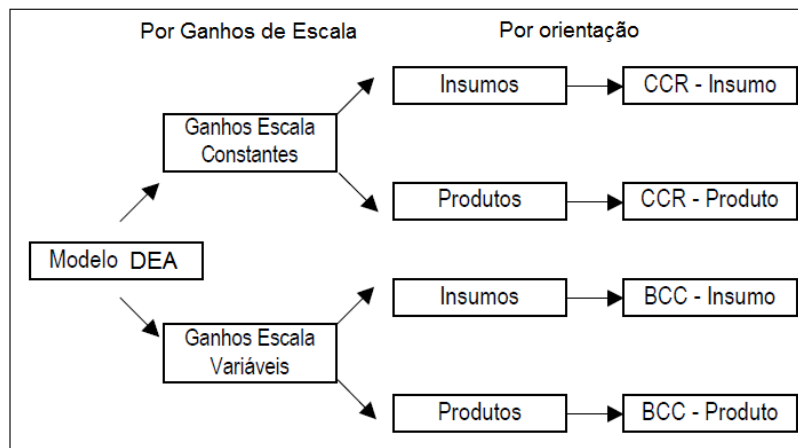 Por Ganhos de Escala
Por orientação
Insumos
CCR - Insumo
Ganhos Escala
Constantes
Produtos
CCR - Produto
Modelo DEA
Insumos
BCC - Insumo
Ganhos Escala
Variáveis
Produtos
BCC - Produto